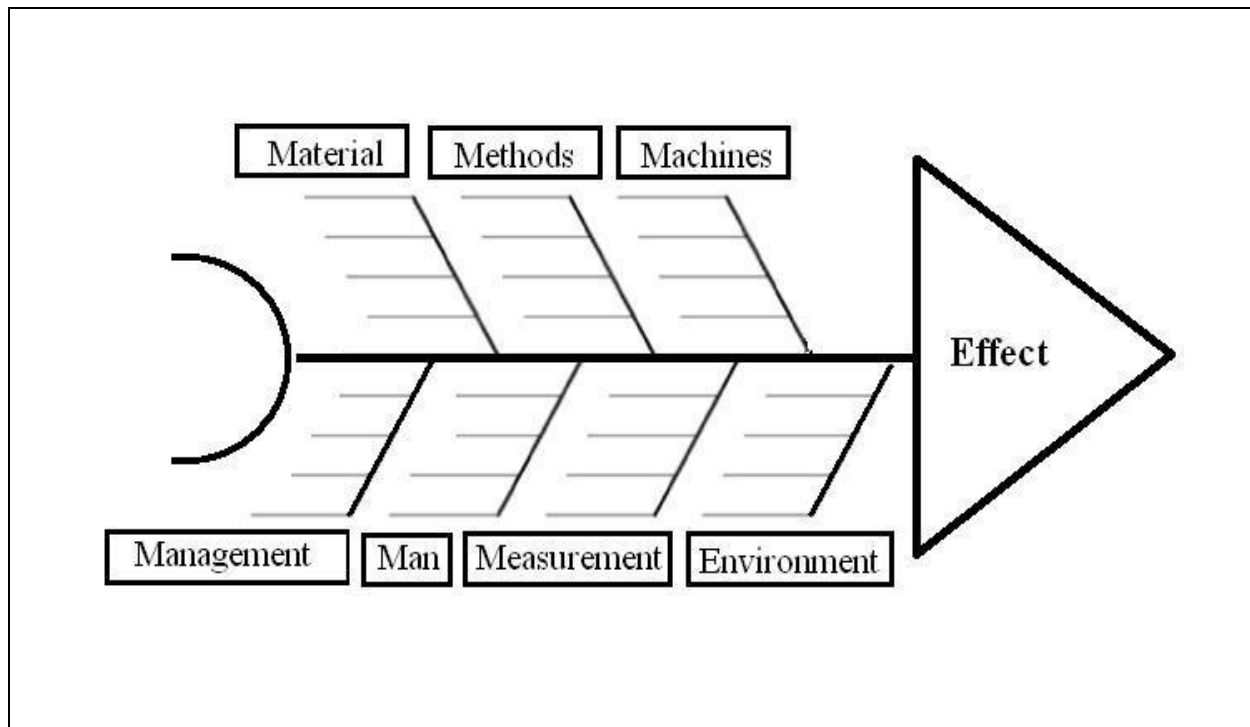 Material
Methods
Machines
Effect
Management
Man
Measurement
Environment